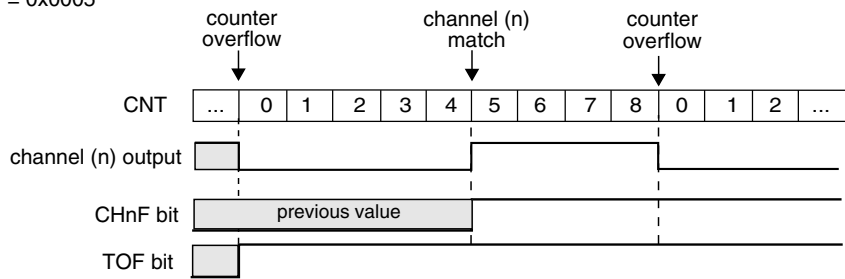 = 0x0005
counter
overflow
channel (n)
match
counter
overflow
CNT ... 0 1 2 3 4 5 6 7 8 0 1 2 ...
channel (n) output
CHnF bit previous value
TOF bit